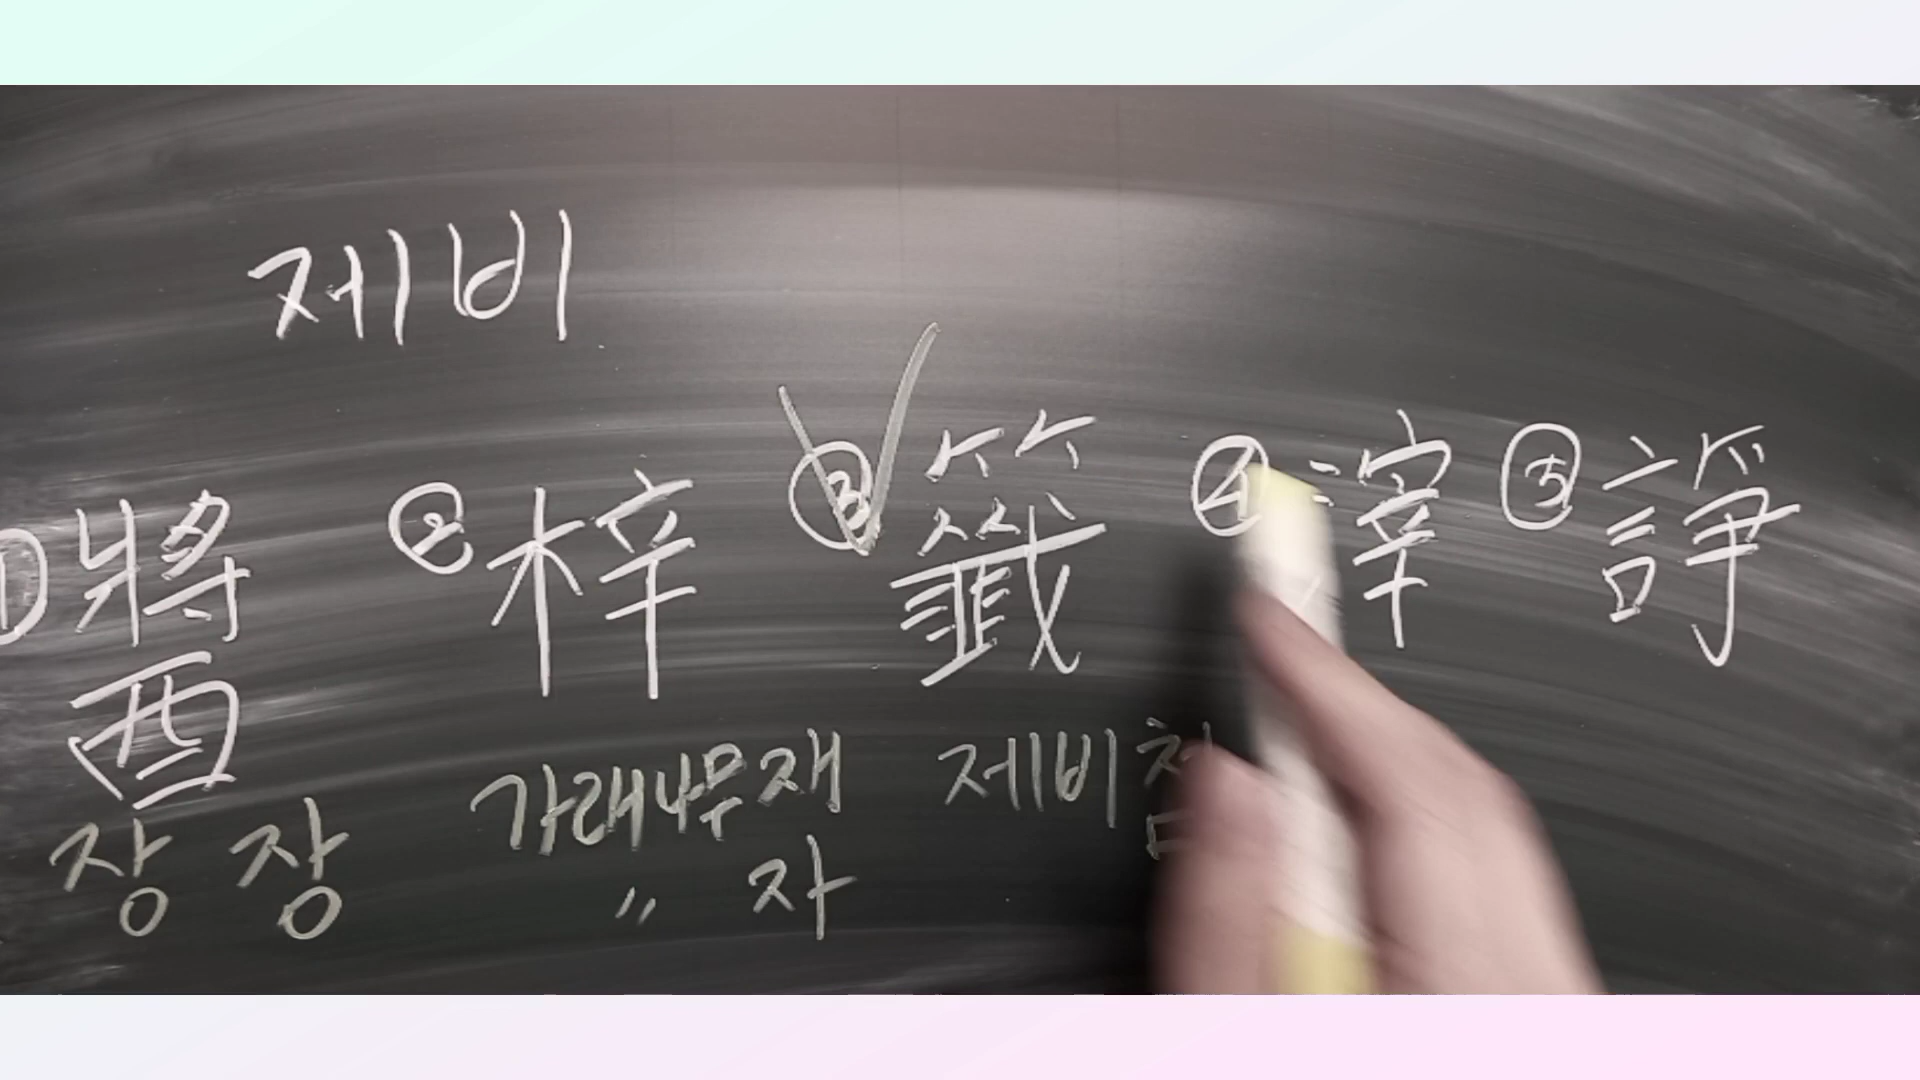 제비
① 醬 ② 梓 ③ 籤 ④ 滓 ⑤ 諍
장 장 가래나무 재 제비 첨
〃 자